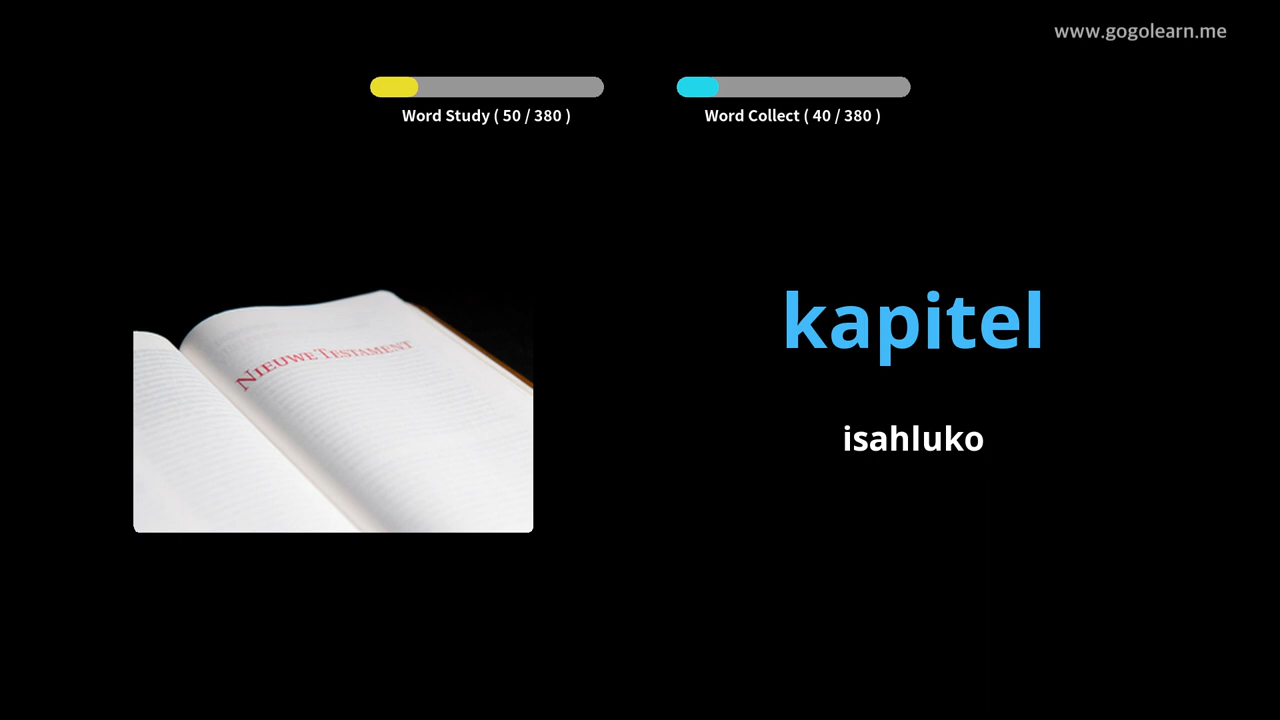 www.gogolearn.me
Word Study ( 50 / 380 )
Word Collect ( 40 / 380 )
NIEUWE TESTAMENT
kapitel
isahluko